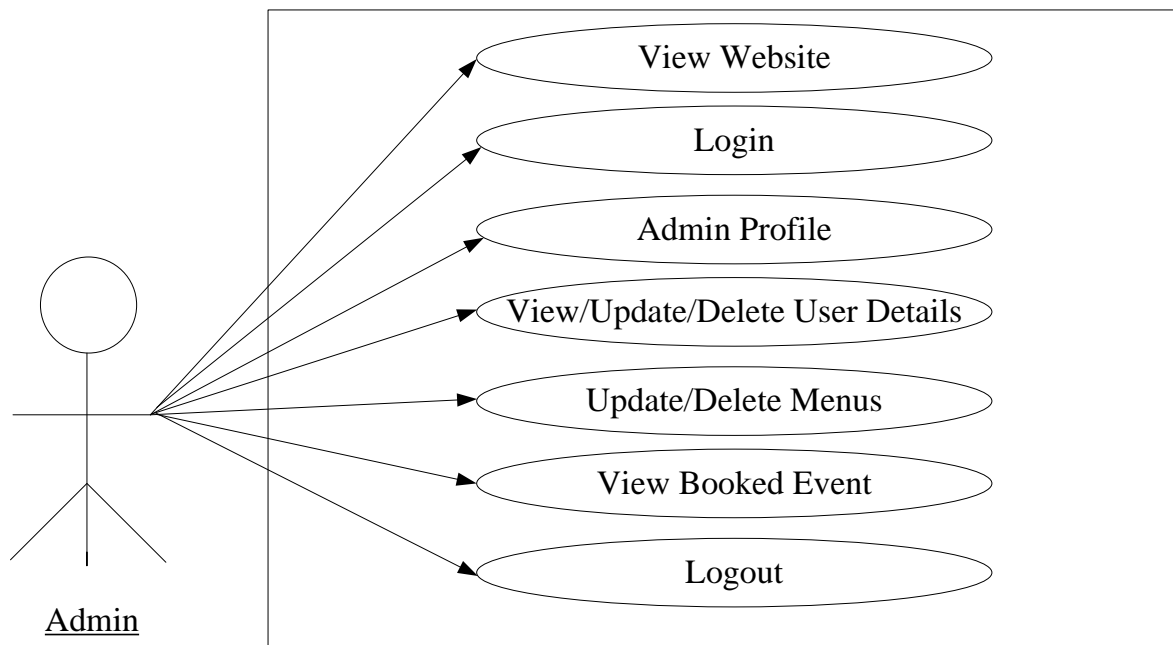 View Website
Login
Admin Profile
View/Update/Delete User Details
Update/Delete Menus
View Booked Event
Logout
Admin